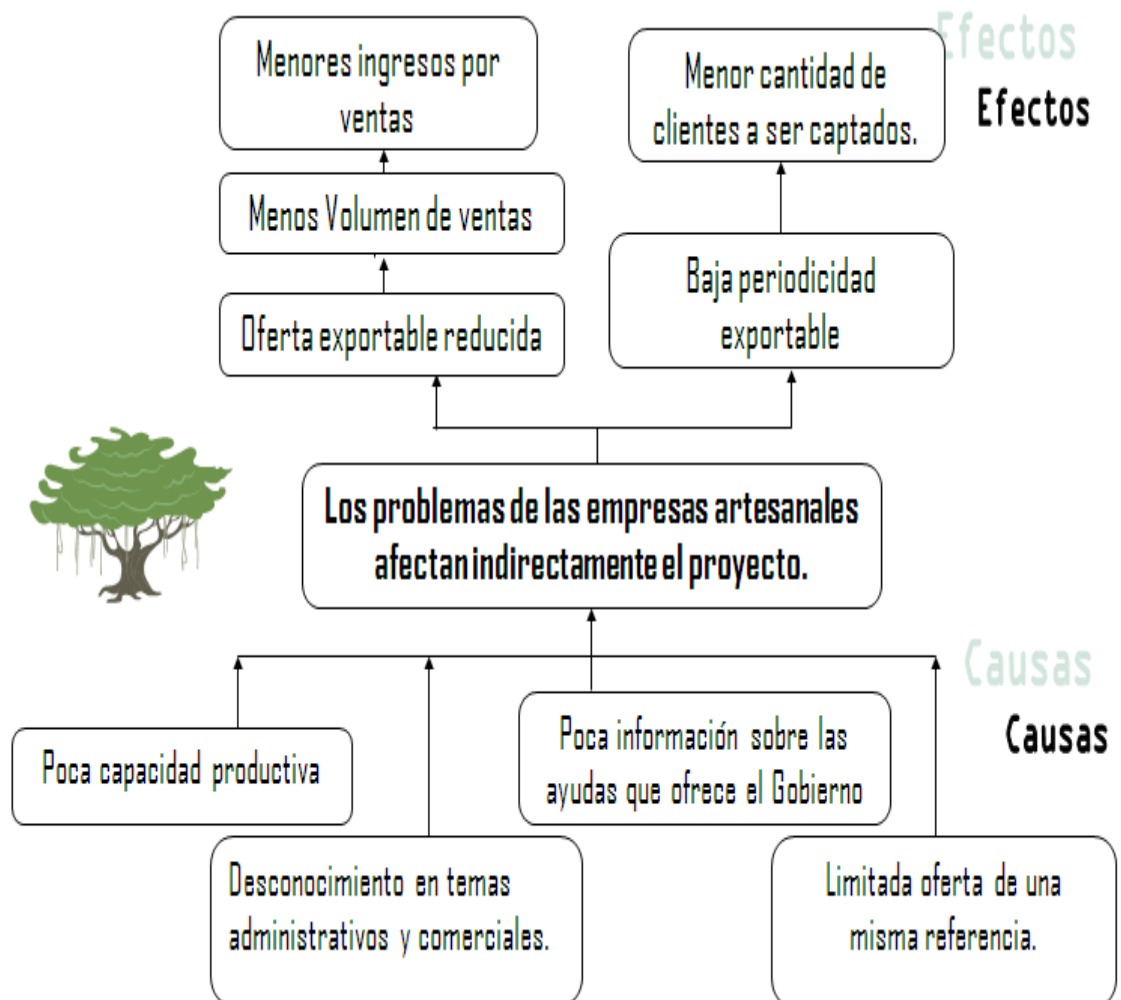 Efectos
Efectos
Menores ingresos por
ventas
Menor cantidad de
clientes a ser captados.
Menos Volumen de ventas
Baja periodicidad
exportable
Oferta exportable reducida
Los problemas de las empresas artesanales
afectan indirectamente el proyecto.
Causas
Causas
Poca capacidad productiva
Poca información sobre las
ayudas que ofrece el Gobierno
Desconocimiento en temas
administrativos y comerciales.
Limitada oferta de una
misma referencia.